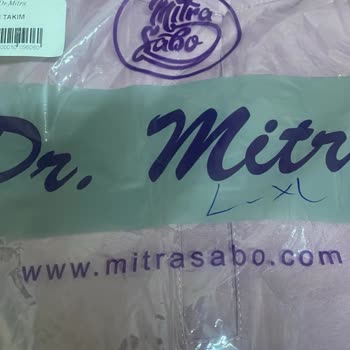 Dr.Mitra
TAKIM
Mitra
Sabo
Dr. Mitr
L-XL
www.mitrasabo.com